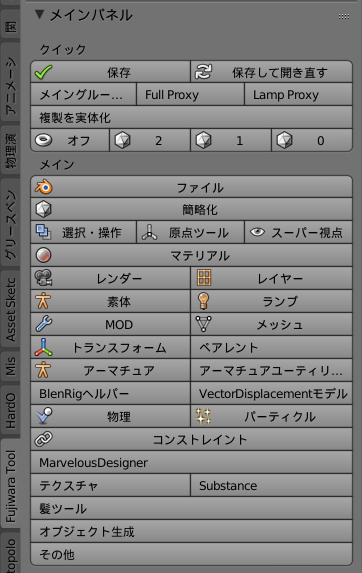 メインパネル
クイック
保存 保存して開き直す
メイングルー... Full Proxy Lamp Proxy
複製を実体化
オフ 2 1 0
メイン
ファイル
簡略化
選択・操作 原点ツール スーパー視点
マテリアル
レンダー レイヤー
素体 ランプ
MOD メッシュ
トランスフォーム ペアレント
アーマチュア アーマチュアユーティリ...
BlenRigヘルパー VectorDisplacementモデル
物理 パーティクル
コンストレイント
MarvelousDesigner
テクスチャ Substance
髪ツール
オブジェクト生成
その他
アニメーシ
物理演
グリースペン
Asset Sketc
Mis
HardO
Fujiwara Tool
topolo